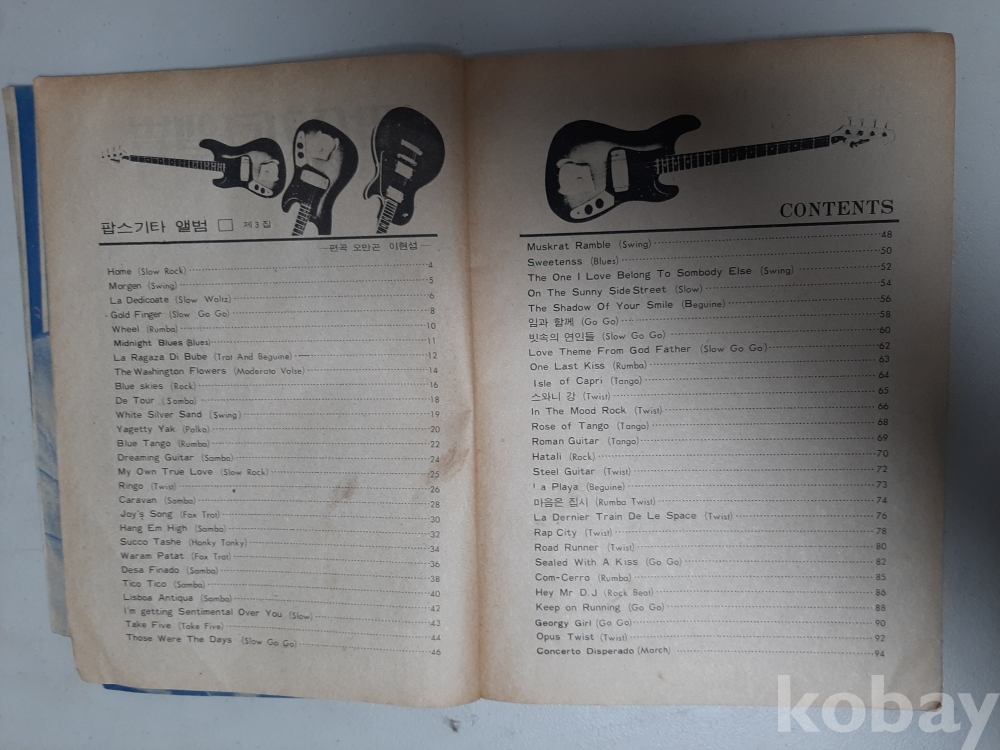 팝스기타 앨범 □ 제3집
—편곡 오만곤 이현섭—
Home (Slow Rock) 4
Morgen (Swing) 5
La Dedicoate (Slow Woltz) 6
Gold Finger (Slow Go Go) 8
Wheel (Rumba) 10
Midnight Blues (Blues) 11
La Ragaza Di Bube (Trot And Beguine) 12
The Washington Flowers (Moderato Volse) 14
Blue skies (Rock) 16
De Tour (Somba) 18
White Silver Sand (Swing) 19
Yagetty Yak (Polka) 20
Blue Tango (Rumba) 22
Dreaming Guitar (Samba) 24
My Own True Love (Slow Rock) 25
Ringo (Twist) 26
Caravan (Samba) 28
Joy's Song (Fox Trot) 30
Hang Em High (Samba) 32
Succo Tashe (Honky Tonky) 34
Waram Patat (Fox Trot) 36
Desa Finado (Samba) 38
Tico Tico (Samba) 40
Lisboa Antiqua (Samba) 42
I'm getting Sentimental Over You (Slow) 43
Take Five (Take Five) 44
Those Were The Days (Slow Go Go) 46
CONTENTS
Muskrat Ramble (Swing) 48
Sweetenss (Blues) 50
The One I Love Belong To Sombody Else (Swing) 52
On The Sunny Side Street (Slow) 54
The Shadow Of Your Smile (Beguine) 56
임과 함께 (Go Go) 58
빗속의 연인들 (Slow Go Go) 60
Love Theme From God Father (Slow Go Go) 62
One Last Kiss (Rumba) 63
Isle of Capri (Tango) 64
스와니 강 (Twist) 65
In The Mood Rock (Twist) 66
Rose of Tango (Tango) 68
Roman Guitar (Tango) 69
Hatali (Rock) 70
Steel Guitar (Twist) 72
La Playa (Beguine) 73
마음은 집시 (Rumba Twist) 74
La Dernier Train De Le Space (Twist) 76
Rap City (Twist) 78
Road Runner (Twist) 80
Sealed With A Kiss (Go Go) 82
Com-Cerro (Rumba) 85
Hey Mr D.J (Rock Beat) 86
Keep on Running (Go Go) 88
Georgy Girl (Go Go) 90
Opus Twist (Twist) 92
Concerto Disperado (March) 94
kobay